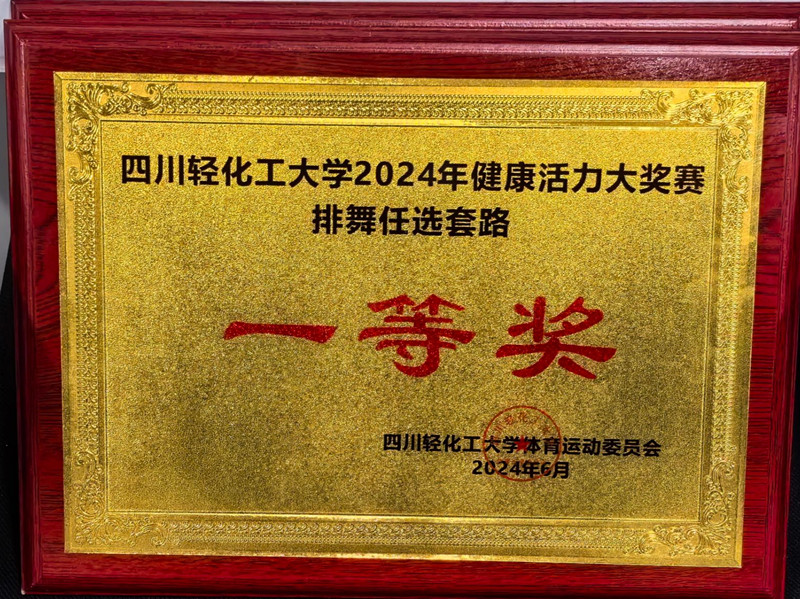 四川轻化工大学2024年健康活力大奖赛
排舞任选套路
一等奖
四川轻化工大学体育运动委员会
2024年6月